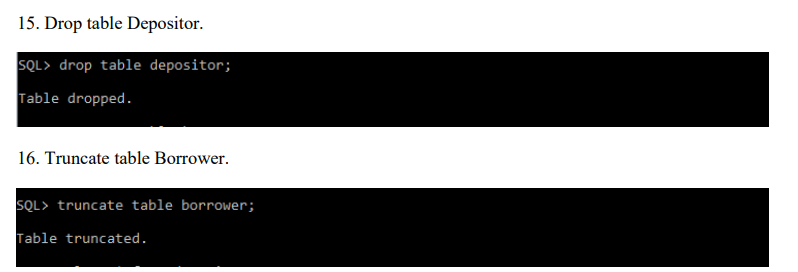 15. Drop table Depositor.
SQL> drop table depositor;
Table dropped.
16. Truncate table Borrower.
SQL> truncate table borrower;
Table truncated.